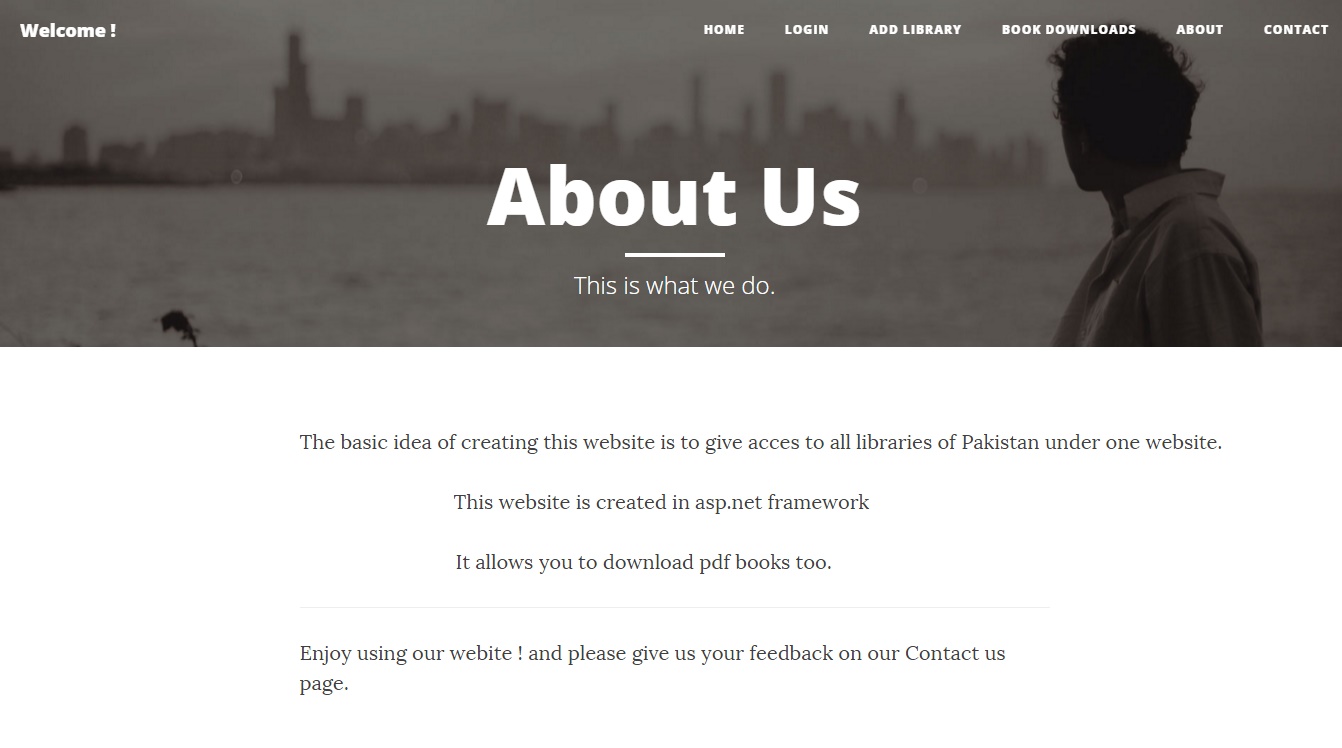 Welcome !
HOME LOGIN ADD LIBRARY BOOK DOWNLOADS ABOUT CONTACT
About Us
This is what we do.
The basic idea of creating this website is to give acces to all libraries of Pakistan under one website.
This website is created in asp.net framework
It allows you to download pdf books too.
Enjoy using our webite ! and please give us your feedback on our Contact us
page.